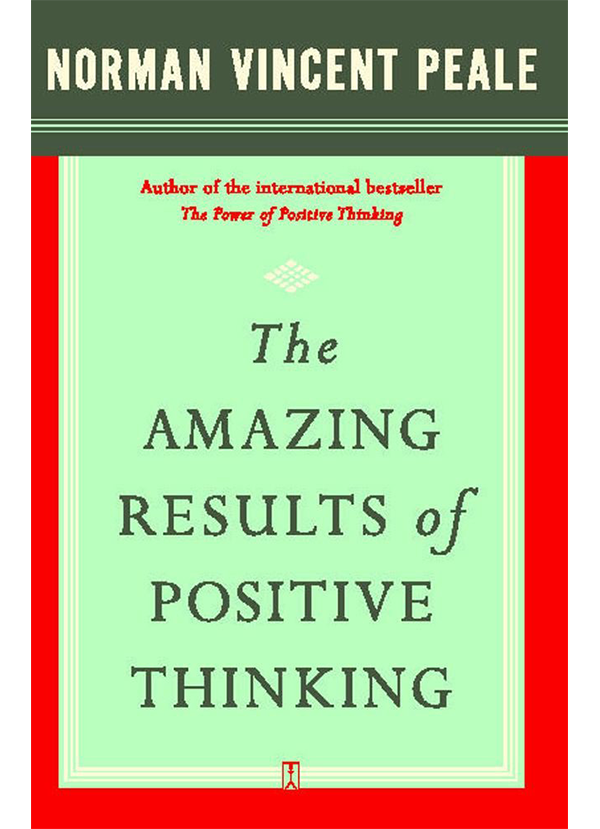 NORMAN VINCENT PEALE
Author of the international bestseller
The Power of Positive Thinking
The
AMAZING
RESULTS of
POSITIVE
THINKING